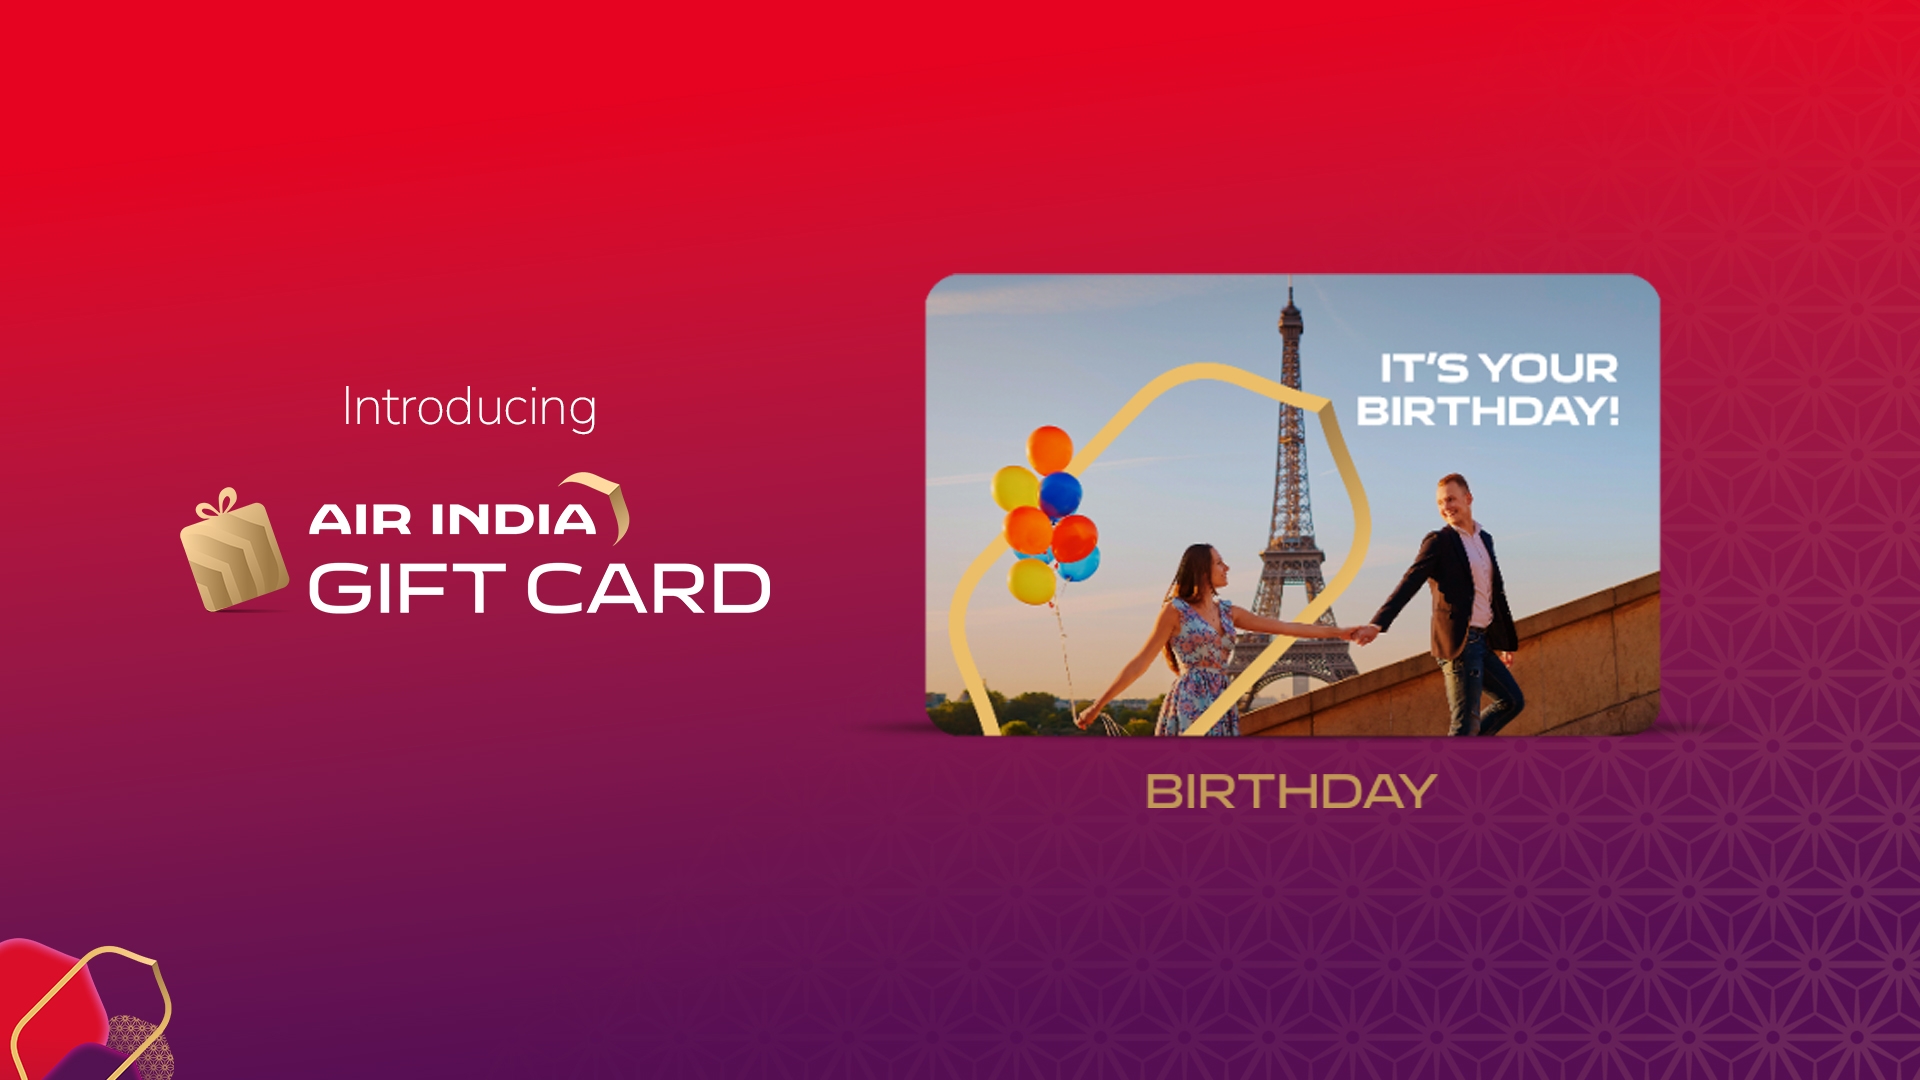 Introducing
AIR INDIA
GIFT CARD
IT'S YOUR
BIRTHDAY!
BIRTHDAY